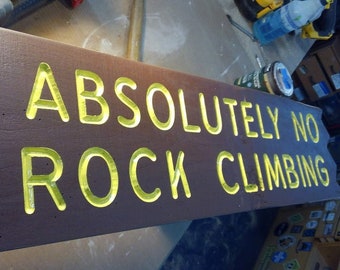 ABSOLUTELY NO
ROCK CLIMBING